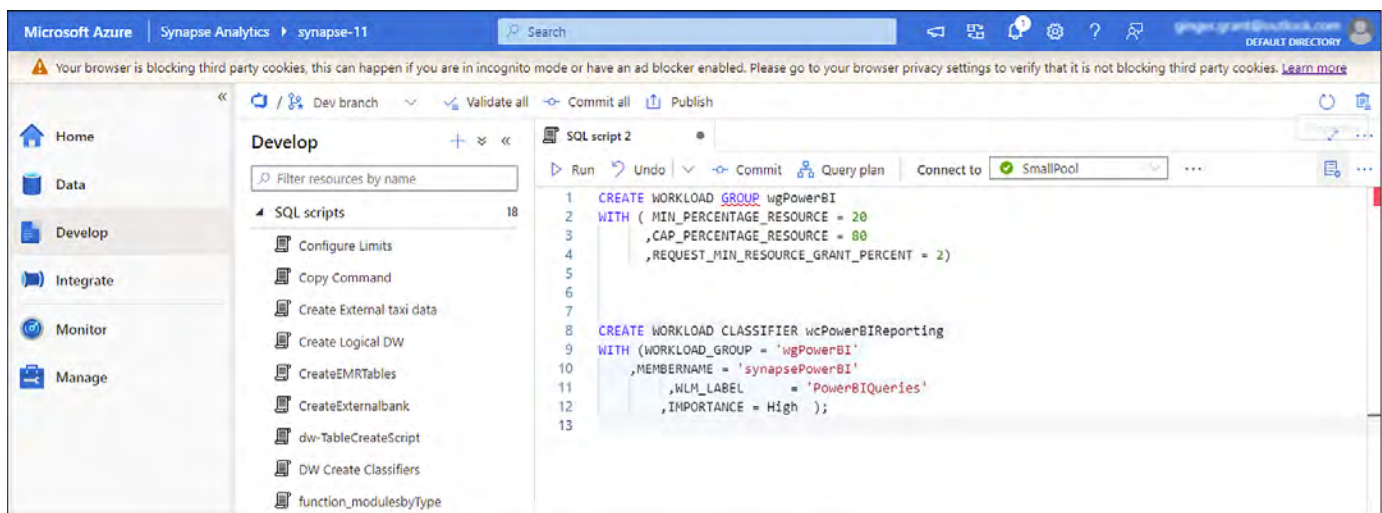 Microsoft Azure Synapse Analytics synapse-11 Search
DEFAULT DIRECTORY
Your browser is blocking third party cookies, this can happen if you are in incognito mode or have an ad blocker enabled. Please go to your browser privacy settings to verify that it is not blocking third party cookies. Learn more
« / Dev branch Validate all Commit all Publish
Home
Data
Develop
Integrate
Monitor
Manage
Develop
Filter resources by name
SQL scripts 18
Configure Limits
Copy Command
Create External taxi data
Create Logical DW
CreateEMRTables
CreateExternalbank
dw-TableCreateScript
DW Create Classifiers
function_modulesbyType
SQL script 2
Run Undo Commit Query plan Connect to SmallPool ...
1 CREATE WORKLOAD GROUP wgPowerBI
2 WITH ( MIN_PERCENTAGE_RESOURCE = 20
3 ,CAP_PERCENTAGE_RESOURCE = 80
4 ,REQUEST_MIN_RESOURCE_GRANT_PERCENT = 2)
5
6
7
8 CREATE WORKLOAD CLASSIFIER wcPowerBIReporting
9 WITH (WORKLOAD_GROUP = 'wgPowerBI'
10 ,MEMBERNAME = 'synapsePowerBI'
11 ,WLM_LABEL = 'PowerBIQueries'
12 ,IMPORTANCE = High );
13